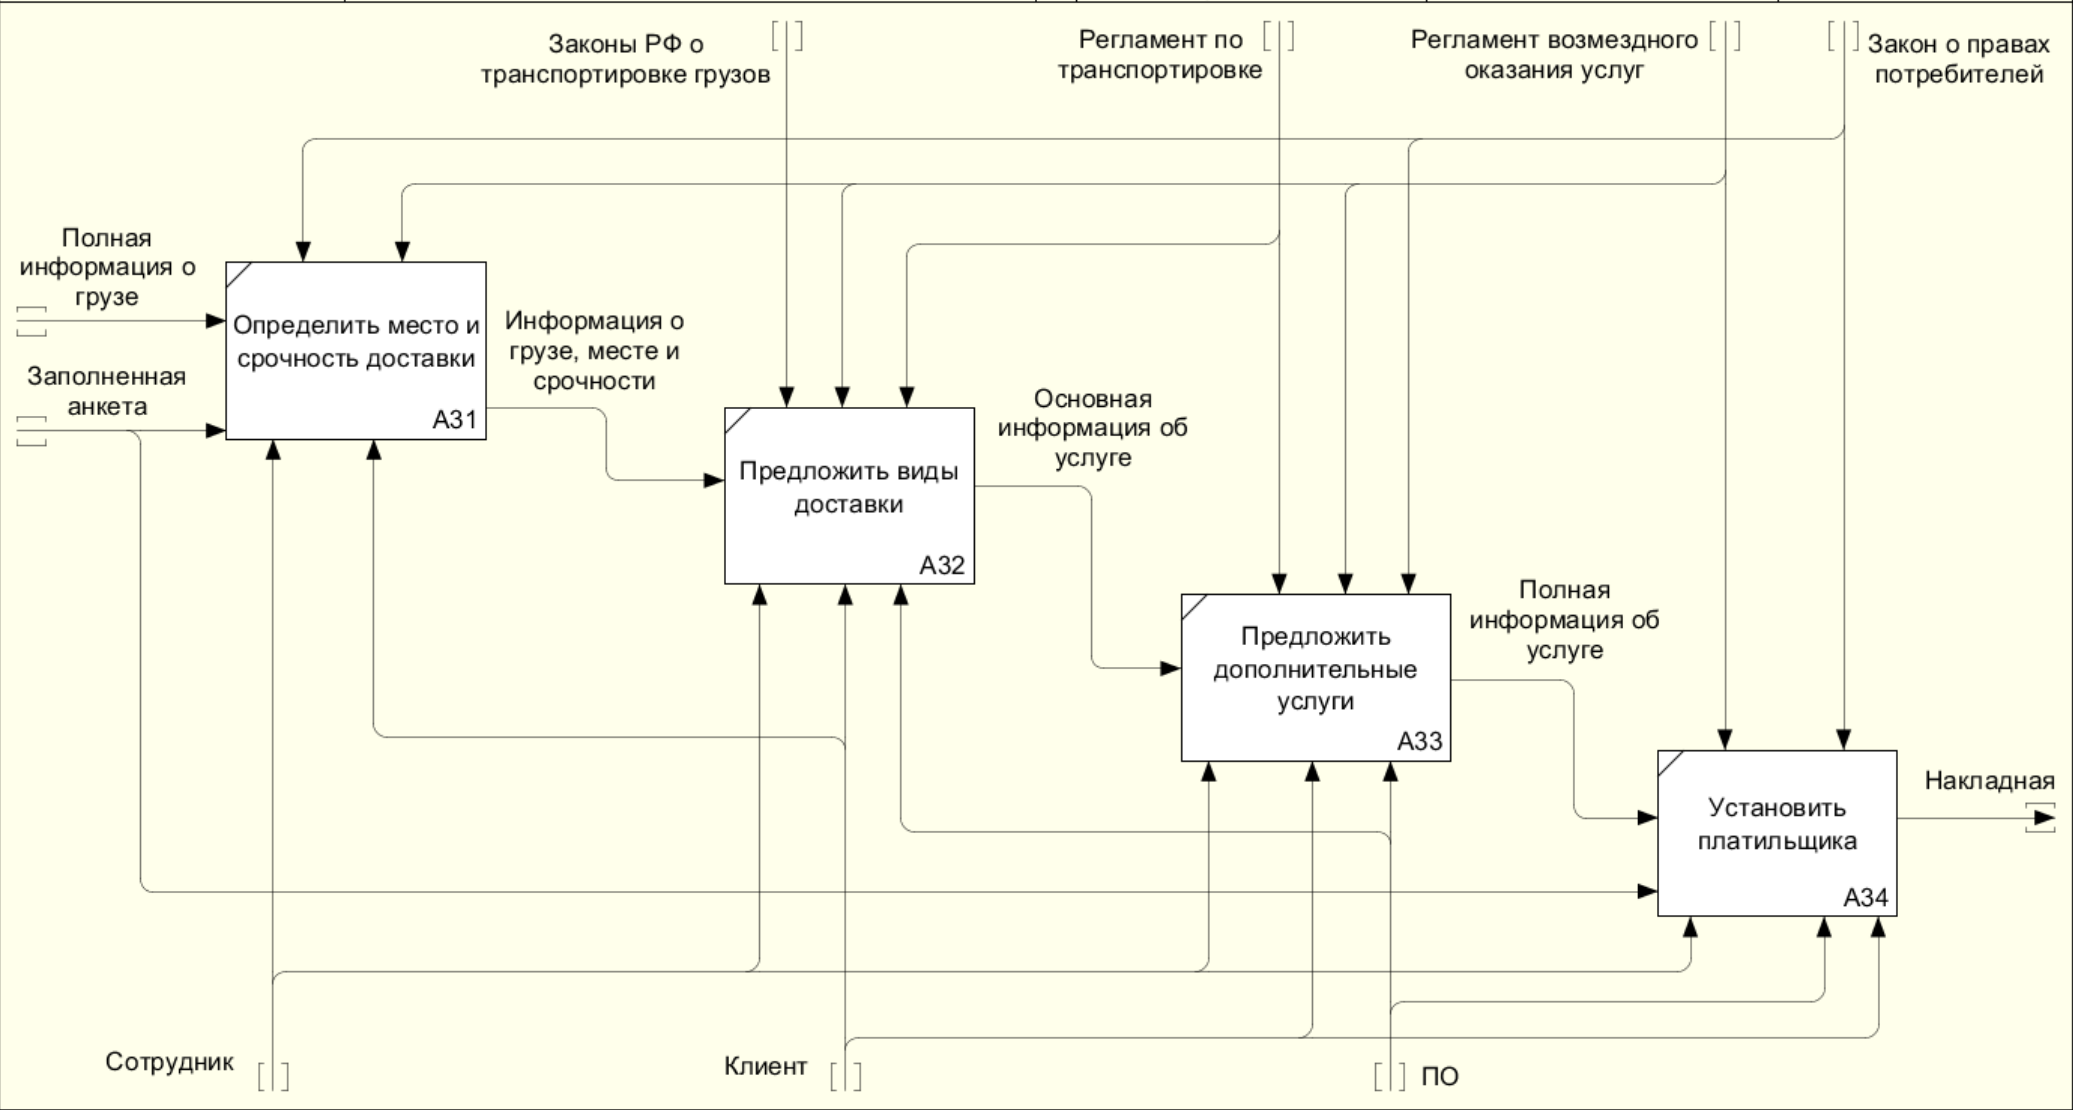 Законы РФ о
транспортировке грузов
Регламент по
транспортировке
Регламент возмездного
оказания услуг
Закон о правах
потребителей
Полная
информация о
грузе
Заполненная
анкета
Определить место и
срочность доставки
A31
Информация о
грузе, месте и
срочности
Предложить виды
доставки
A32
Основная
информация об
услуге
Предложить
дополнительные
услуги
A33
Полная
информация об
услуге
Установить
платильщика
A34
Накладная
Сотрудник
Клиент
ПО